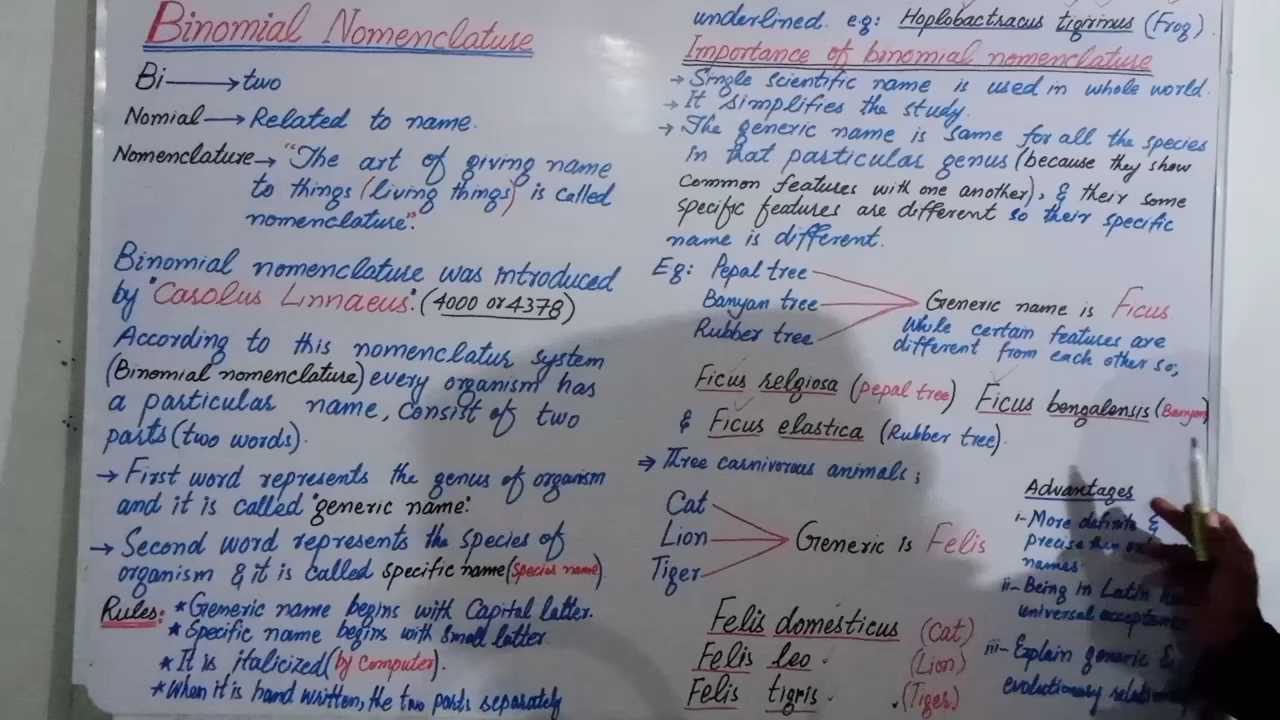 Binomial Nomenclature
Bi → two
Nomial → Related to name.
Nomenclature → "The art of giving name
to things (living things) is called
nomenclature".
Binomial nomenclature was introduced
by "Carolus Linnaeus". (4000 or 4378)
According to this nomenclatur system
(Binomial nomenclature) every organism has
a particular name, consist of two
parts (two words).
→ First word represents the genus of organism
and it is called "generic name".
→ Second word represents the species of
organism & it is called specific name (species name)
Rules: * Generic name begins with Capital latter.
* Specific name begins with small latter.
* It is italicized (by computer).
* When it is hand written, the two parts separately
underlined. e.g: Hoplobactracus tigrinus (Frog).
Importance of binomial nomenclature
→ Single scientific name is used in whole world.
→ It simplifies the study.
→ The generic name is same for all the species
in that particular genus (because they show
common features with one another), & their some
specific features are different so their specific
name is different.
Eg: Pepal tree
Banyan tree
Rubber tree
Generic name is Ficus.
While certain features are
different from each other so,
Ficus relgiosa (pepal tree) Ficus bengalensis (Banyan)
& Ficus elastica (Rubber tree).
⇒ Three carnivorous animals;
Cat
Lion
Tiger
Generic is Felis
Felis domesticus (Cat)
Felis leo (Lion)
Felis tigris. (Tiger)
Advantages
i- More definite &
precise than
names.
ii- Being in Latin
universal
iii- Explain generic &
evolutionary